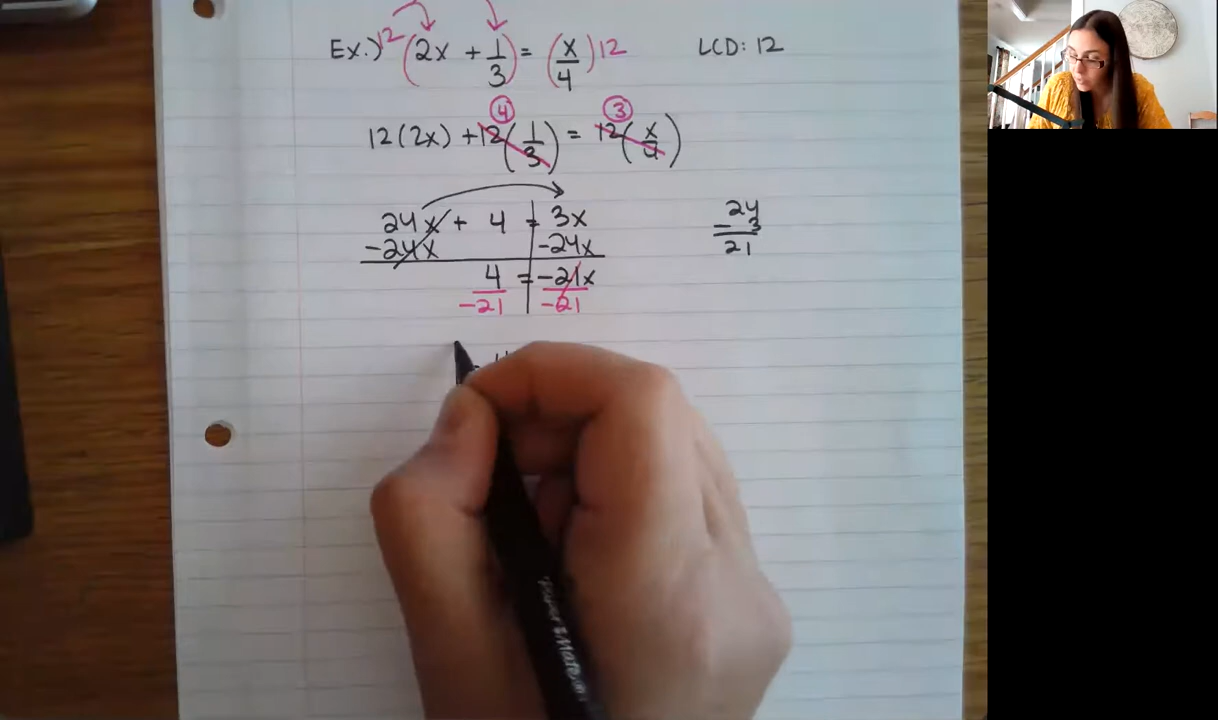 Ex.) 12 (2x + 1/3) = (x/4) 12 LCD: 12
④ ③
12(2x) + 12(1/3) = 12(x/4)
24x + 4 = 3x
-24x -24x
4 = -21x
-21 -21
24
- 3
21